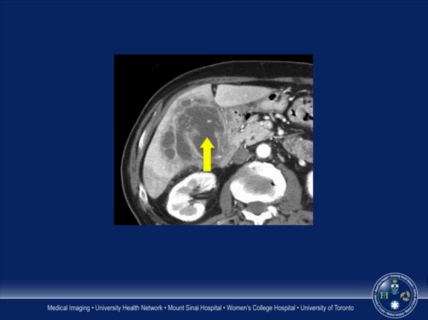 Medical Imaging • University Health Network • Mount Sinai Hospital • Women's College Hospital • University of Toronto